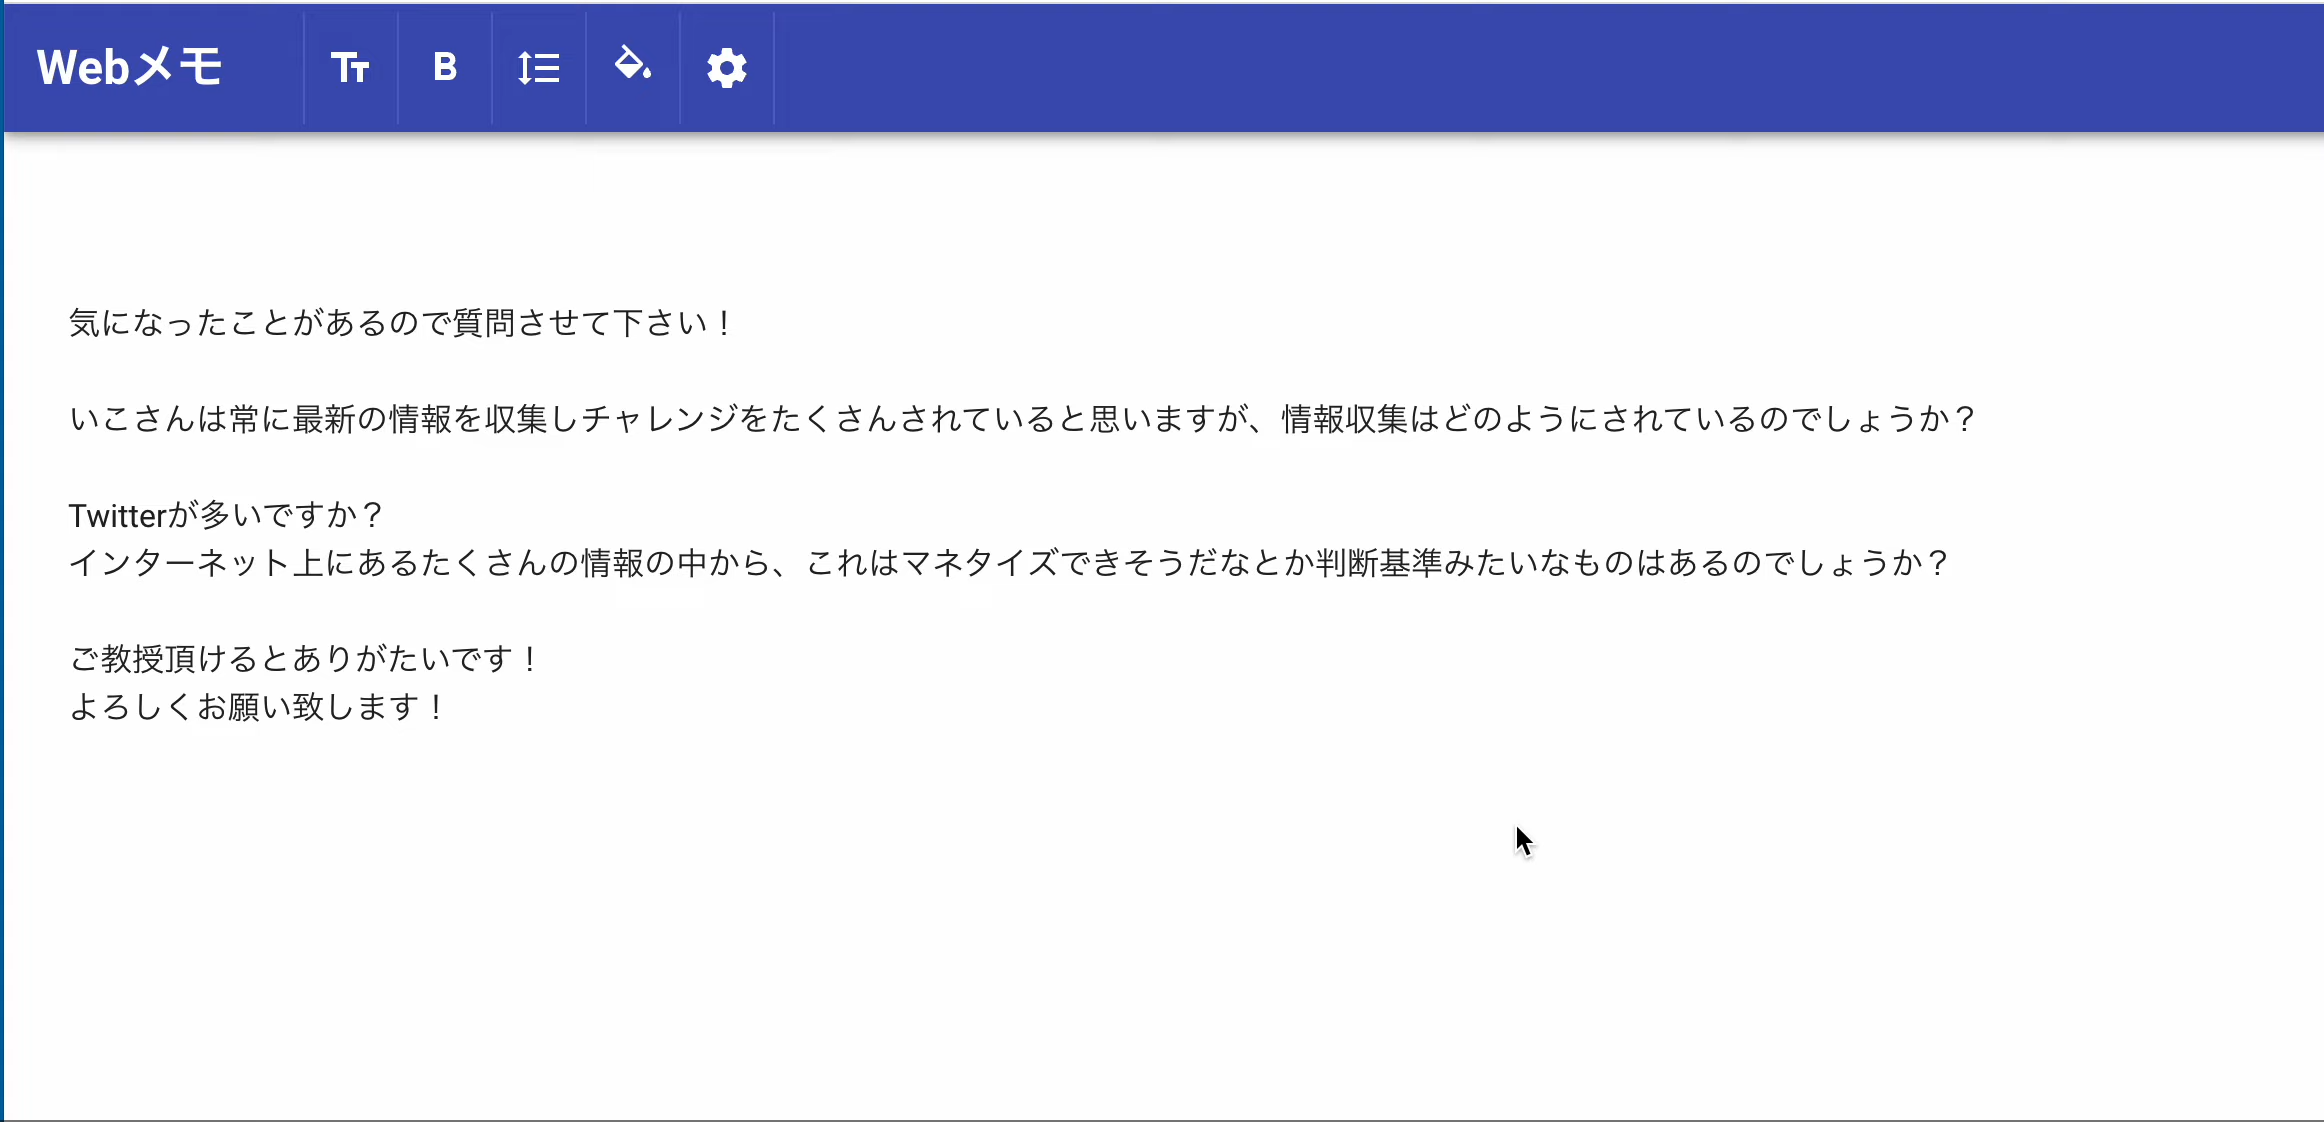 Webメモ
B
気になったことがあるので質問させて下さい！
いこさんは常に最新の情報を収集しチャレンジをたくさんされていると思いますが、情報収集はどのようにされているのでしょうか？
Twitterが多いですか？
インターネット上にあるたくさんの情報の中から、これはマネタイズできそうだなとか判断基準みたいなものはあるのでしょうか？
ご教授頂けるとありがたいです！
よろしくお願い致します！